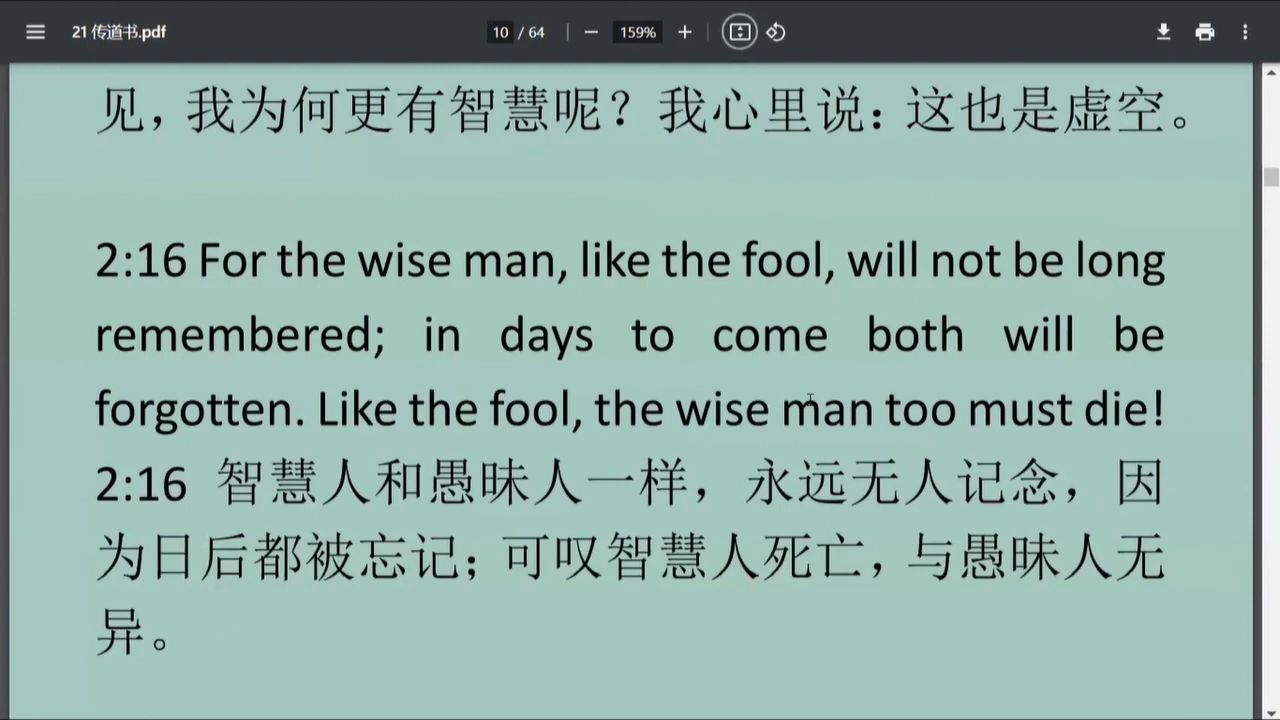 21 传道书.pdf
10 / 64
159%
见，我为何更有智慧呢？我心里说：这也是虚空。
2:16 For the wise man, like the fool, will not be long
remembered; in days to come both will be
forgotten. Like the fool, the wise man too must die!
2:16 智慧人和愚昧人一样，永远无人记念，因
为日后都被忘记；可叹智慧人死亡，与愚昧人无
异。